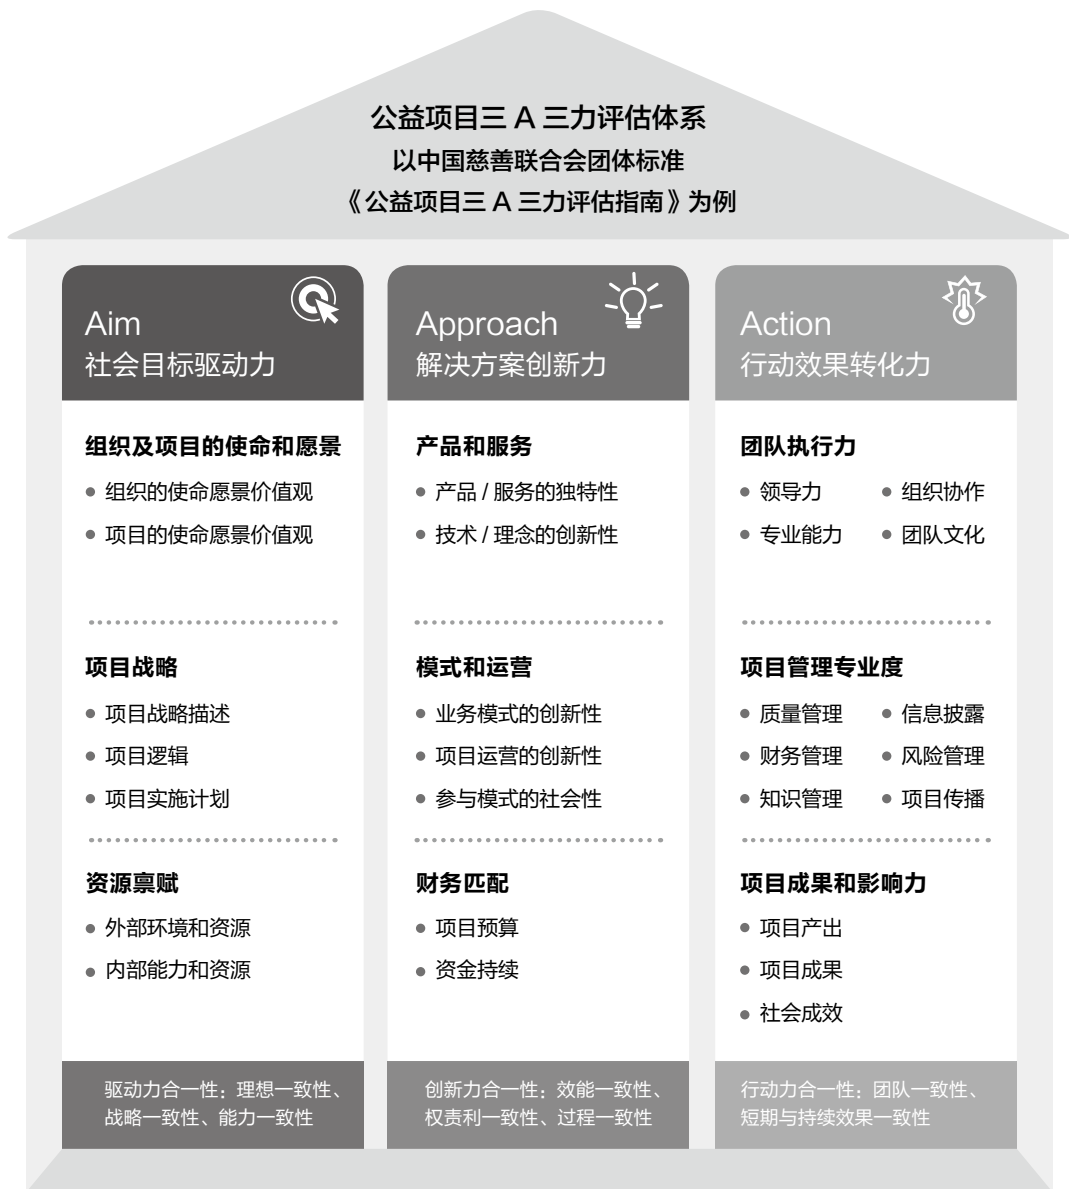 公益项目三 A 三力评估体系
以中国慈善联合会团体标准
《公益项目三 A 三力评估指南》为例
Aim
社会目标驱动力
组织及项目的使命和愿景
组织的使命愿景价值观
项目的使命愿景价值观
项目战略
项目战略描述
项目逻辑
项目实施计划
资源禀赋
外部环境和资源
内部能力和资源
驱动力合一性：理想一致性、
战略一致性、能力一致性
Approach
解决方案创新力
产品和服务
产品 / 服务的独特性
技术 / 理念的创新性
模式和运营
业务模式的创新性
项目运营的创新性
参与模式的社会性
财务匹配
项目预算
资金持续
创新力合一性：效能一致性、
权责利一致性、过程一致性
Action
行动效果转化力
团队执行力
领导力 组织协作
专业能力 团队文化
项目管理专业度
质量管理 信息披露
财务管理 风险管理
知识管理 项目传播
项目成果和影响力
项目产出
项目成果
社会成效
行动力合一性：团队一致性、
短期与持续效果一致性